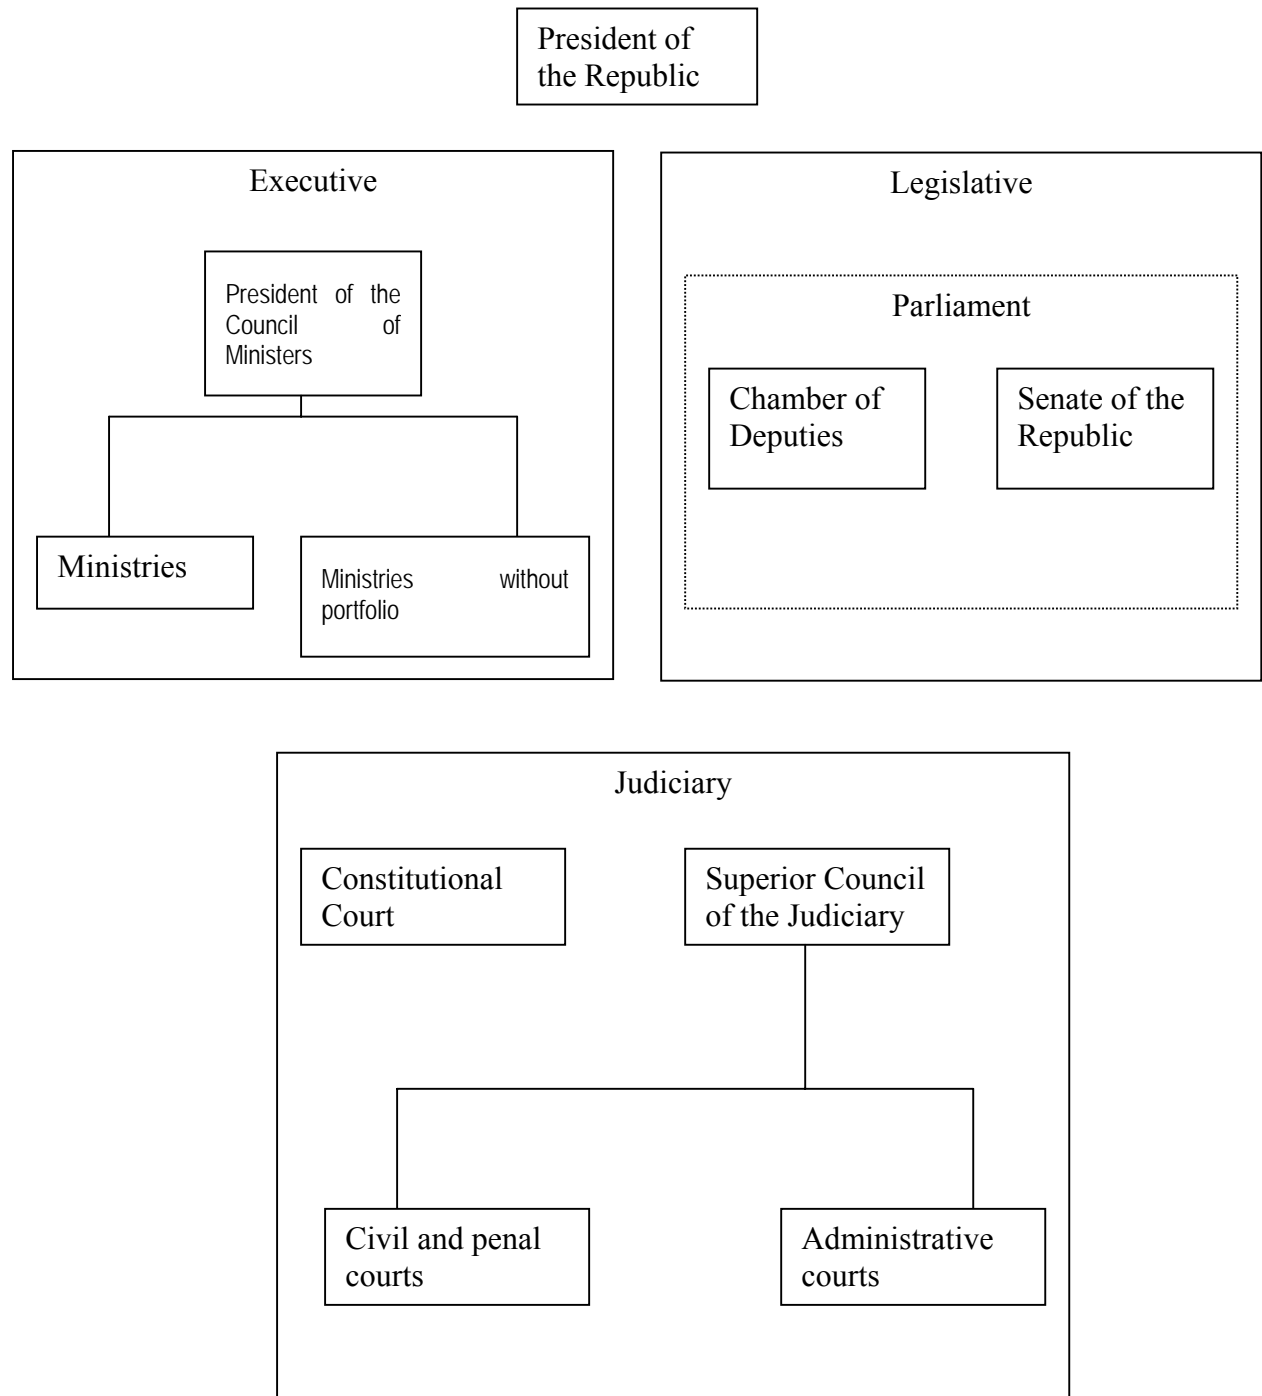 President of
the Republic
Executive
President of the
Council of
Ministers
Ministries
Ministries without
portfolio
Legislative
Parliament
Chamber of
Deputies
Senate of the
Republic
Judiciary
Constitutional
Court
Superior Council
of the Judiciary
Civil and penal
courts
Administrative
courts